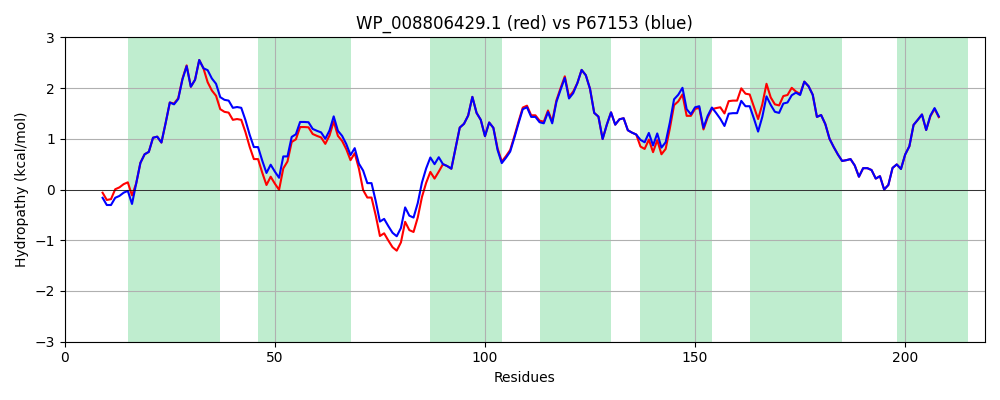 WP_008806429.1 (red) vs P67153 (blue)
Hydropathy (kcal/mol)
3
2
1
0
−1
−2
−3
0 50 100 150 200
Residues